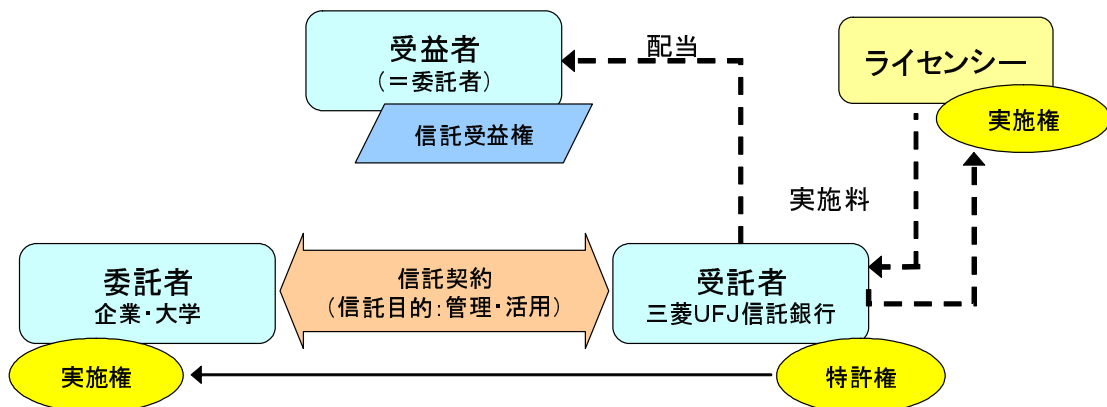 受益者
（＝委託者）
信託受益権
配当
ライセンシー
実施権
実施料
委託者
企業・大学
実施権
信託契約
（信託目的：管理・活用）
受託者
三菱UFJ信託銀行
特許権